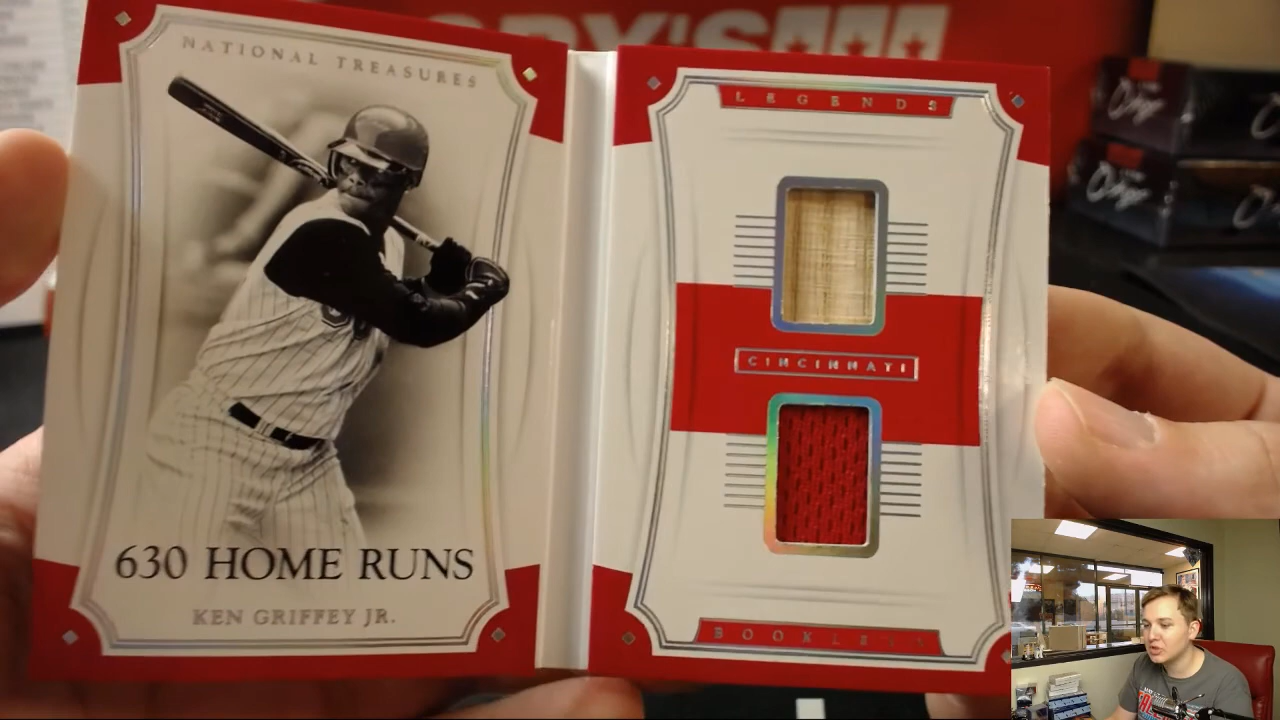 NATIONAL TREASURES
630 HOME RUNS
KEN GRIFFEY JR.
LEGENDS
CINCINNATI
BOOKLETS